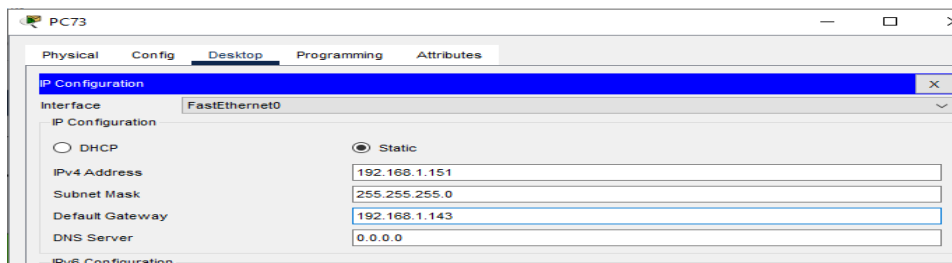 PC73
Physical Config Desktop Programming Attributes
IP Configuration X
Interface FastEthernet0
IP Configuration
DHCP Static
IPv4 Address 192.168.1.151
Subnet Mask 255.255.255.0
Default Gateway 192.168.1.143
DNS Server 0.0.0.0
IPv6 Configuration